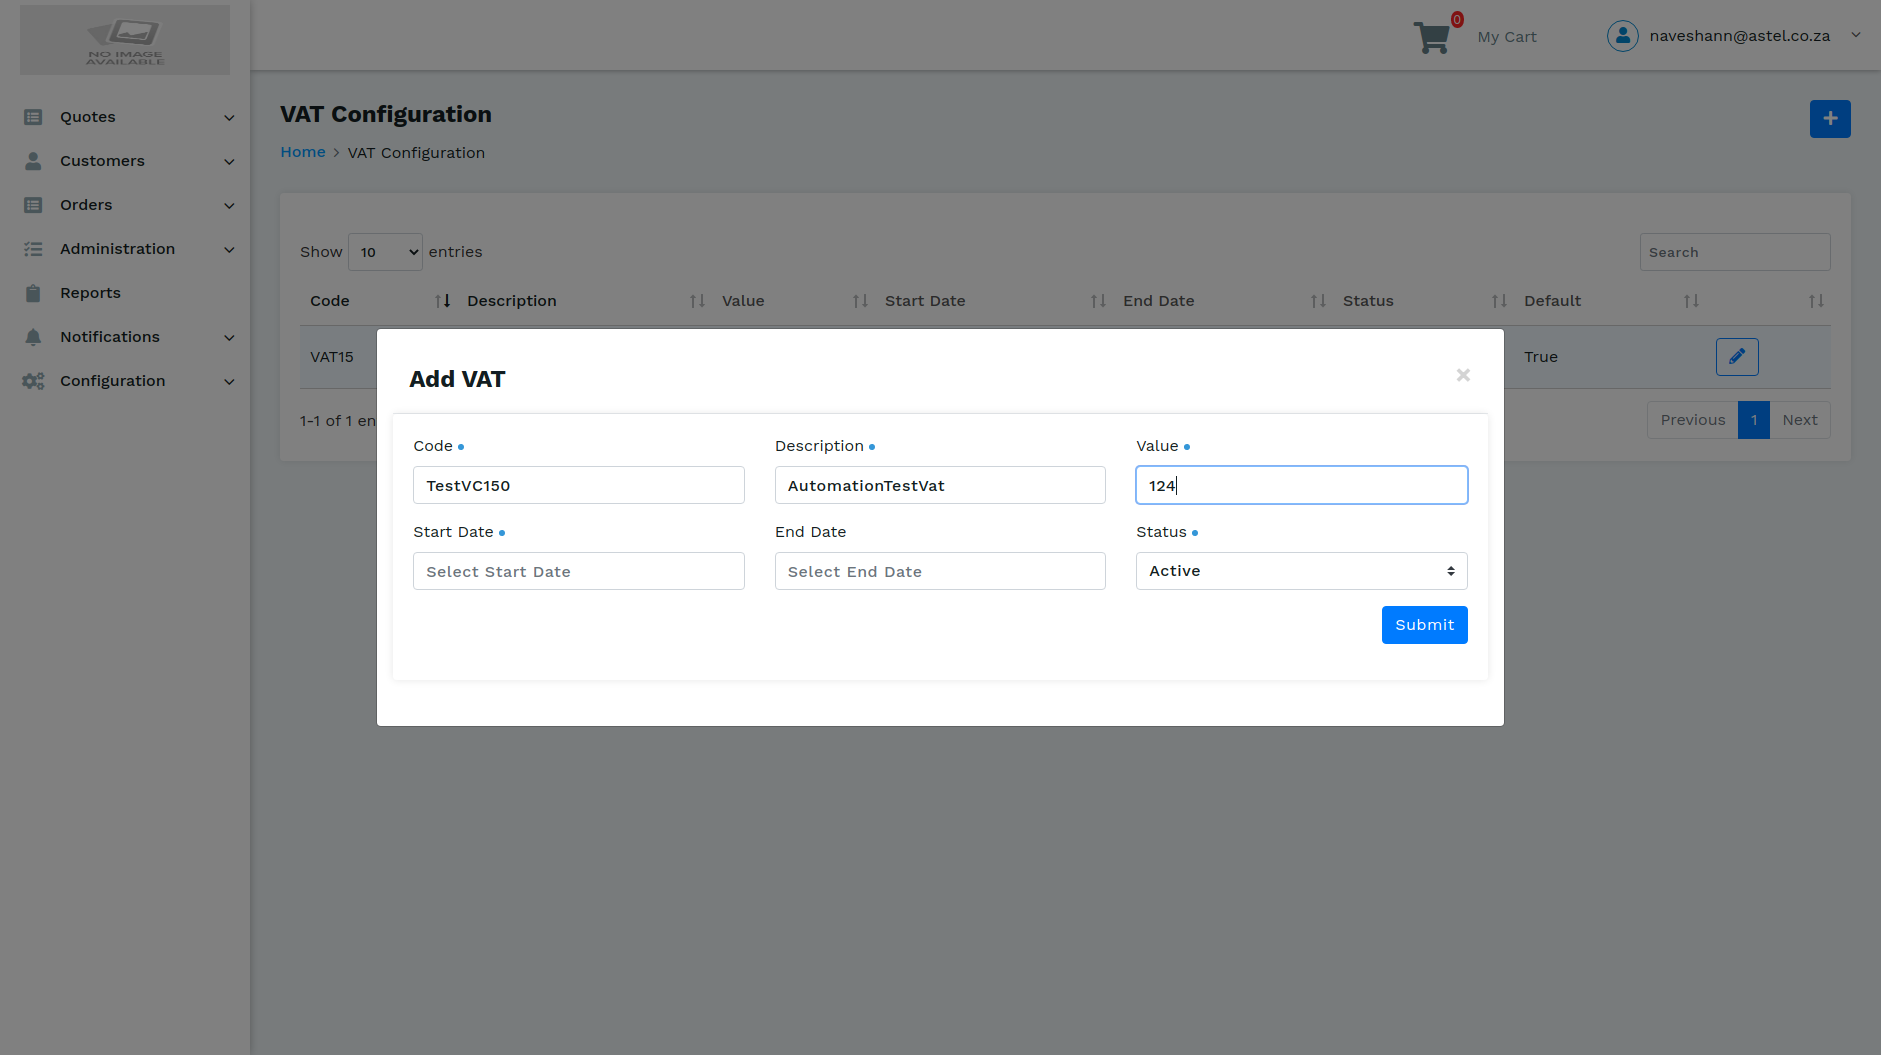 NO IMAGE
AVAILABLE
0
My Cart
naveshann@astel.co.za
Quotes
Customers
Orders
Administration
Reports
Notifications
Configuration
VAT Configuration
Home > VAT Configuration
Show 10 entries
Search
Code Description Value Start Date End Date Status Default
VAT15 True
1-1 of 1 en
Previous 1 Next
Add VAT
×
Code Description Value
TestVC150 AutomationTestVat 124
Start Date End Date Status
Select Start Date Select End Date Active
Submit